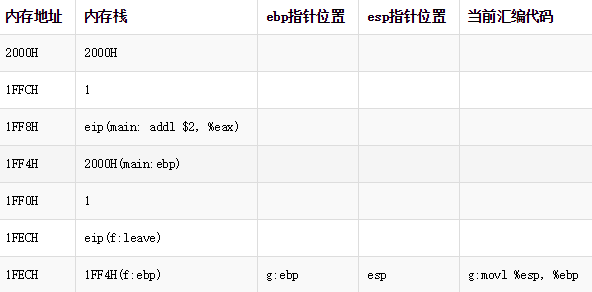 内存地址 内存栈 ebp指针位置 esp指针位置 当前汇编代码
2000H 2000H
1FFCH 1
1FF8H eip(main: addl $2, %eax)
1FF4H 2000H(main:ebp)
1FF0H 1
1FECH eip(f:leave)
1FECH 1FF4H(f:ebp) g:ebp esp g:movl %esp, %ebp